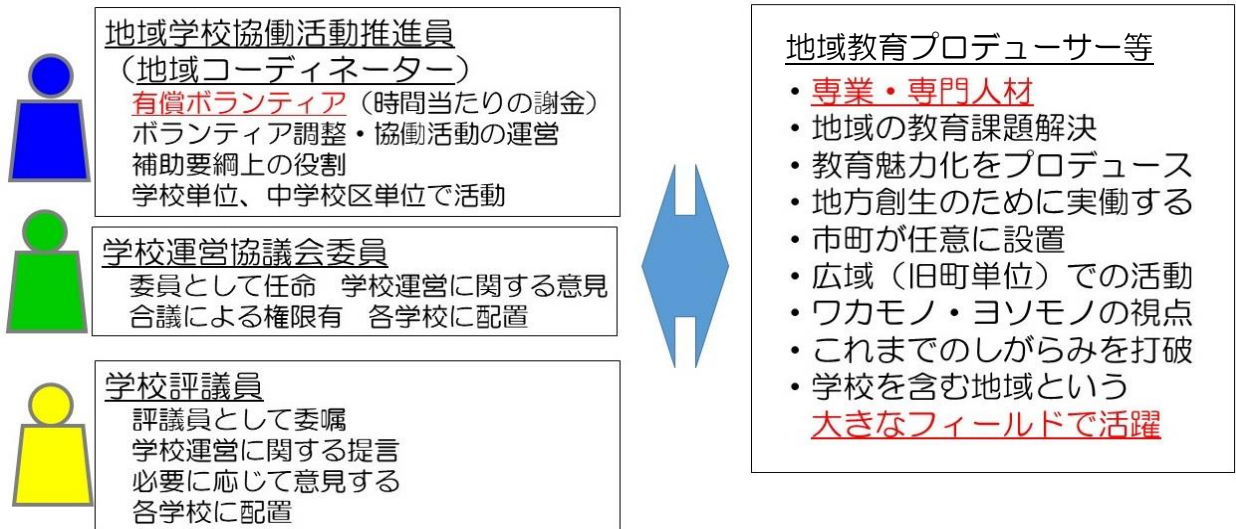 地域学校協働活動推進員
（地域コーディネーター）
有償ボランティア（時間当たりの謝金）
ボランティア調整・協働活動の運営
補助要綱上の役割
学校単位、中学校区単位で活動
学校運営協議会委員
委員として任命　学校運営に関する意見
合議による権限有　各学校に配置
学校評議員
評議員として委嘱
学校運営に関する提言
必要に応じて意見する
各学校に配置
地域教育プロデューサー等
・専業・専門人材
・地域の教育課題解決
・教育魅力化をプロデュース
・地方創生のために実働する
・市町が任意に設置
・広域（旧町単位）での活動
・ワカモノ・ヨソモノの視点
・これまでのしがらみを打破
・学校を含む地域という
大きなフィールドで活躍